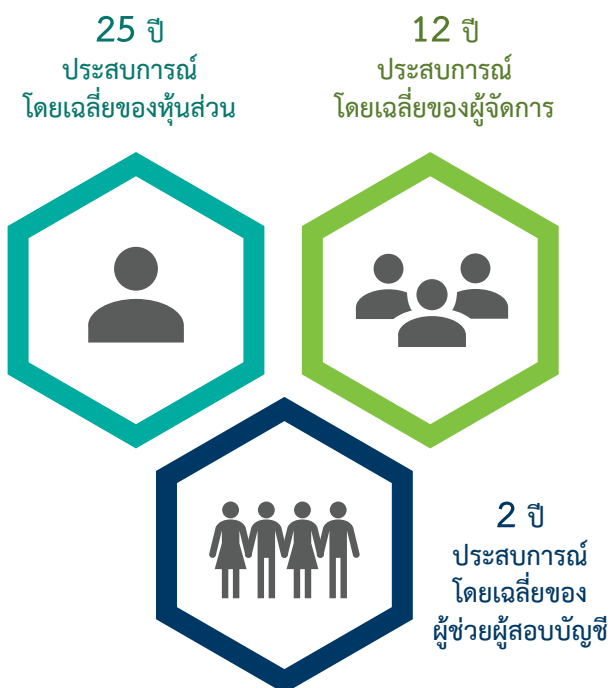 25 ปี
ประสบการณ์
โดยเฉลี่ยของหุ้นส่วน
12 ปี
ประสบการณ์
โดยเฉลี่ยของผู้จัดการ
2 ปี
ประสบการณ์
โดยเฉลี่ยของ
ผู้ช่วยผู้สอบบัญชี